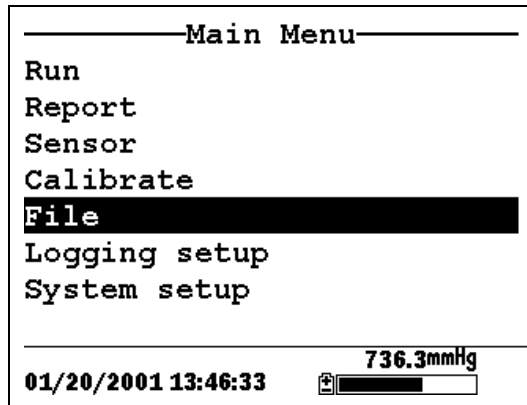 Main Menu
Run
Report
Sensor
Calibrate
File
Logging setup
System setup
736.3mmHg
01/20/2001 13:46:33